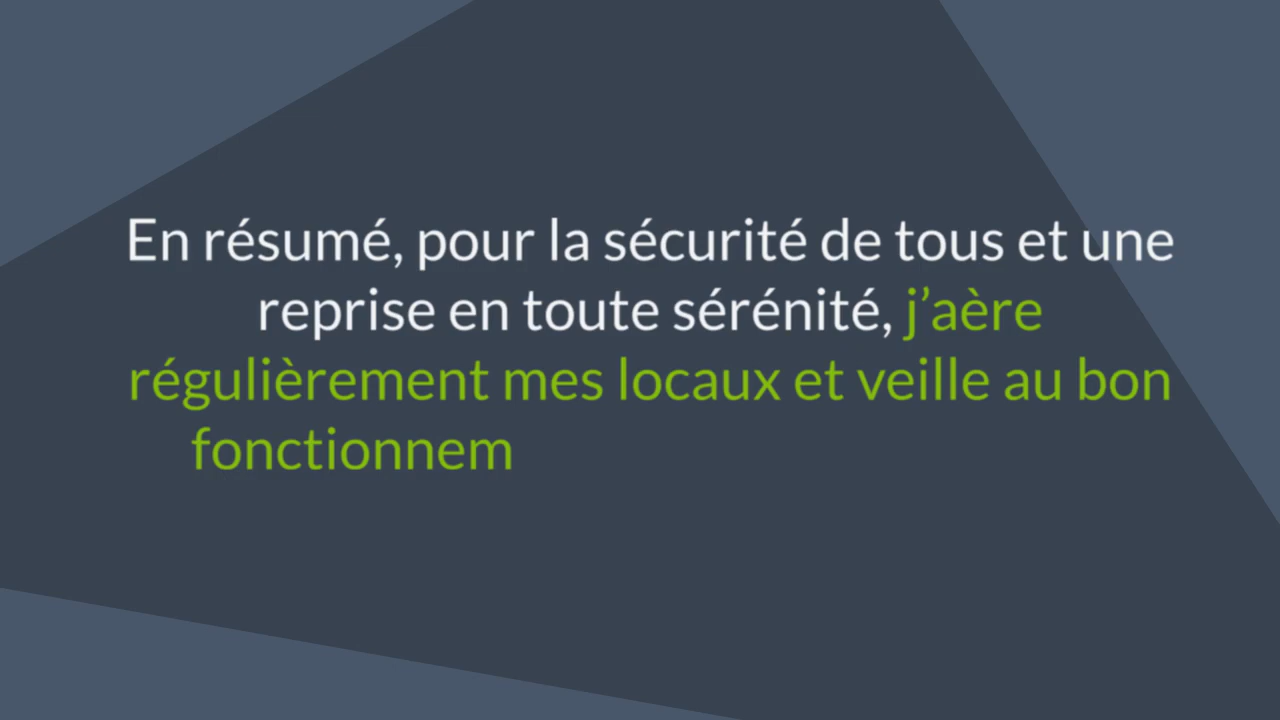 En résumé, pour la sécurité de tous et une
reprise en toute sérénité, j’aère
régulièrement mes locaux et veille au bon
fonctionnem